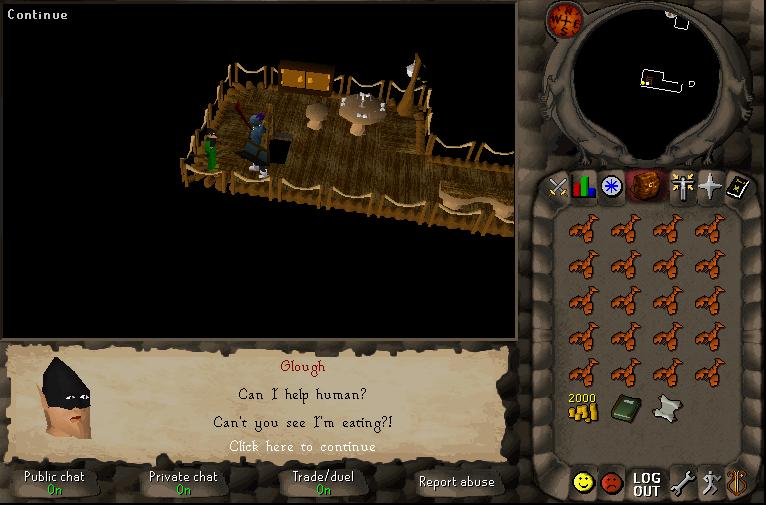 Continue
N
W E
S
Glough
Can I help human?
Can't you see I'm eating?!
Click here to continue
2000
Public chat
On
Private chat
On
Trade/duel
On
Report abuse
LOG
OUT